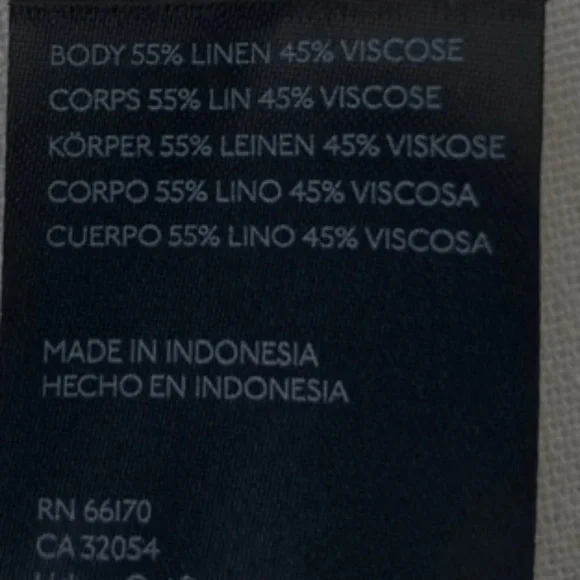 BODY 55% LINEN 45% VISCOSE
CORPS 55% LIN 45% VISCOSE
KÖRPER 55% LEINEN 45% VISKOSE
CORPO 55% LINO 45% VISCOSA
CUERPO 55% LINO 45% VISCOSA
MADE IN INDONESIA
HECHO EN INDONESIA
RN 66170
CA 32054